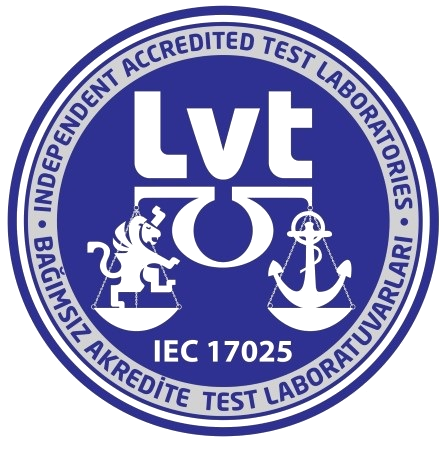 • INDEPENDENT ACCREDITED TEST LABORATORIES •
Lvt
IEC 17025
BAĞIMSIZ AKREDİTE TEST LABORATUVARLARI